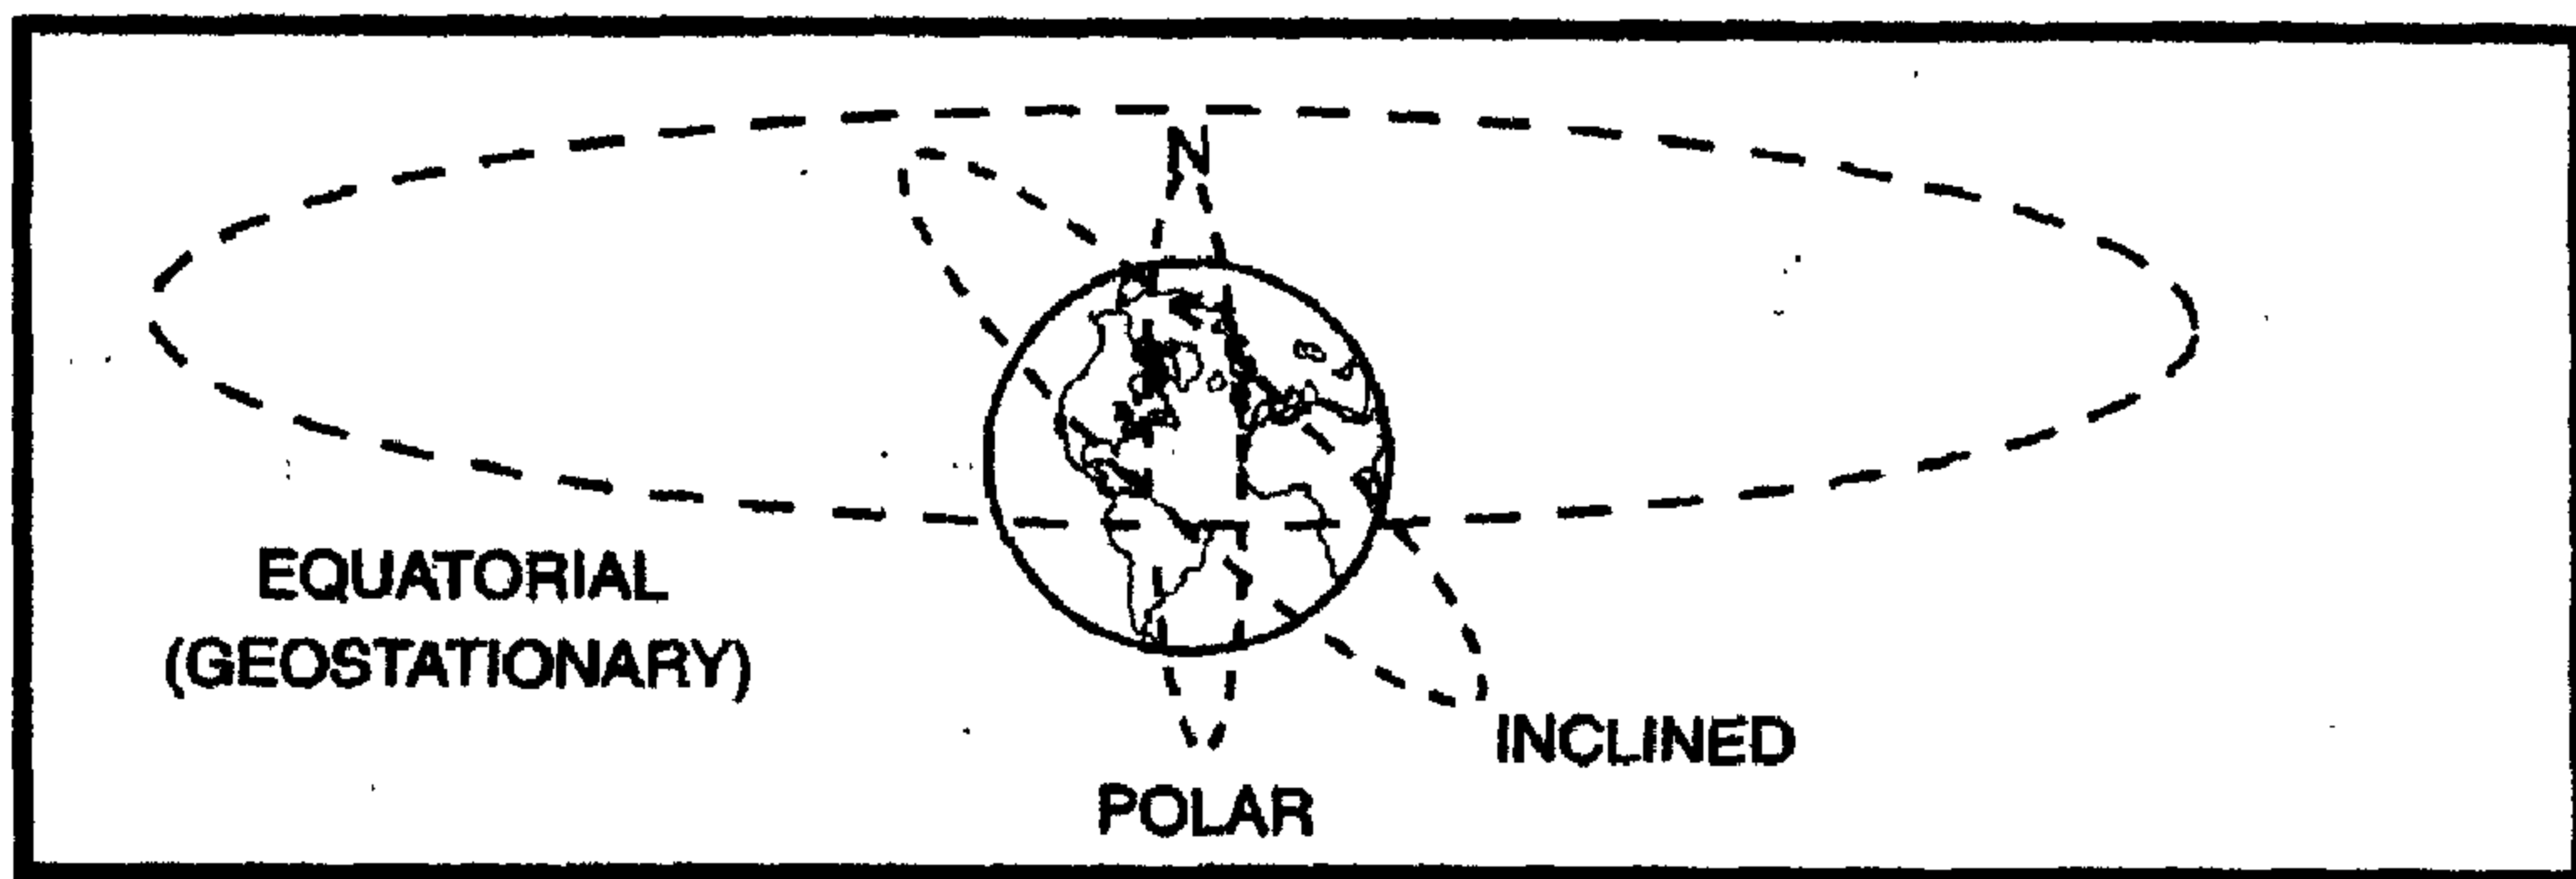 N
EQUATORIAL
(GEOSTATIONARY)
INCLINED
POLAR